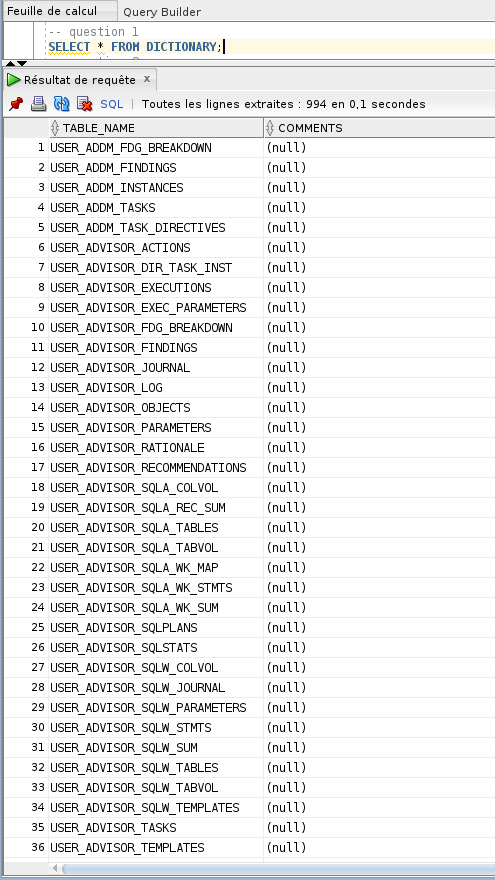 Feuille de calcul Query Builder
-- question 1
SELECT * FROM DICTIONARY;
Résultat de requête x
SQL | Toutes les lignes extraites : 994 en 0,1 secondes
TABLE_NAME COMMENTS
1 USER_ADDM_FDG_BREAKDOWN (null)
2 USER_ADDM_FINDINGS (null)
3 USER_ADDM_INSTANCES (null)
4 USER_ADDM_TASKS (null)
5 USER_ADDM_TASK_DIRECTIVES (null)
6 USER_ADVISOR_ACTIONS (null)
7 USER_ADVISOR_DIR_TASK_INST (null)
8 USER_ADVISOR_EXECUTIONS (null)
9 USER_ADVISOR_EXEC_PARAMETERS (null)
10 USER_ADVISOR_FDG_BREAKDOWN (null)
11 USER_ADVISOR_FINDINGS (null)
12 USER_ADVISOR_JOURNAL (null)
13 USER_ADVISOR_LOG (null)
14 USER_ADVISOR_OBJECTS (null)
15 USER_ADVISOR_PARAMETERS (null)
16 USER_ADVISOR_RATIONALE (null)
17 USER_ADVISOR_RECOMMENDATIONS (null)
18 USER_ADVISOR_SQLA_COLVOL (null)
19 USER_ADVISOR_SQLA_REC_SUM (null)
20 USER_ADVISOR_SQLA_TABLES (null)
21 USER_ADVISOR_SQLA_TABVOL (null)
22 USER_ADVISOR_SQLA_WK_MAP (null)
23 USER_ADVISOR_SQLA_WK_STMTS (null)
24 USER_ADVISOR_SQLA_WK_SUM (null)
25 USER_ADVISOR_SQLPLANS (null)
26 USER_ADVISOR_SQLSTATS (null)
27 USER_ADVISOR_SQLW_COLVOL (null)
28 USER_ADVISOR_SQLW_JOURNAL (null)
29 USER_ADVISOR_SQLW_PARAMETERS (null)
30 USER_ADVISOR_SQLW_STMTS (null)
31 USER_ADVISOR_SQLW_SUM (null)
32 USER_ADVISOR_SQLW_TABLES (null)
33 USER_ADVISOR_SQLW_TABVOL (null)
34 USER_ADVISOR_SQLW_TEMPLATES (null)
35 USER_ADVISOR_TASKS (null)
36 USER_ADVISOR_TEMPLATES (null)